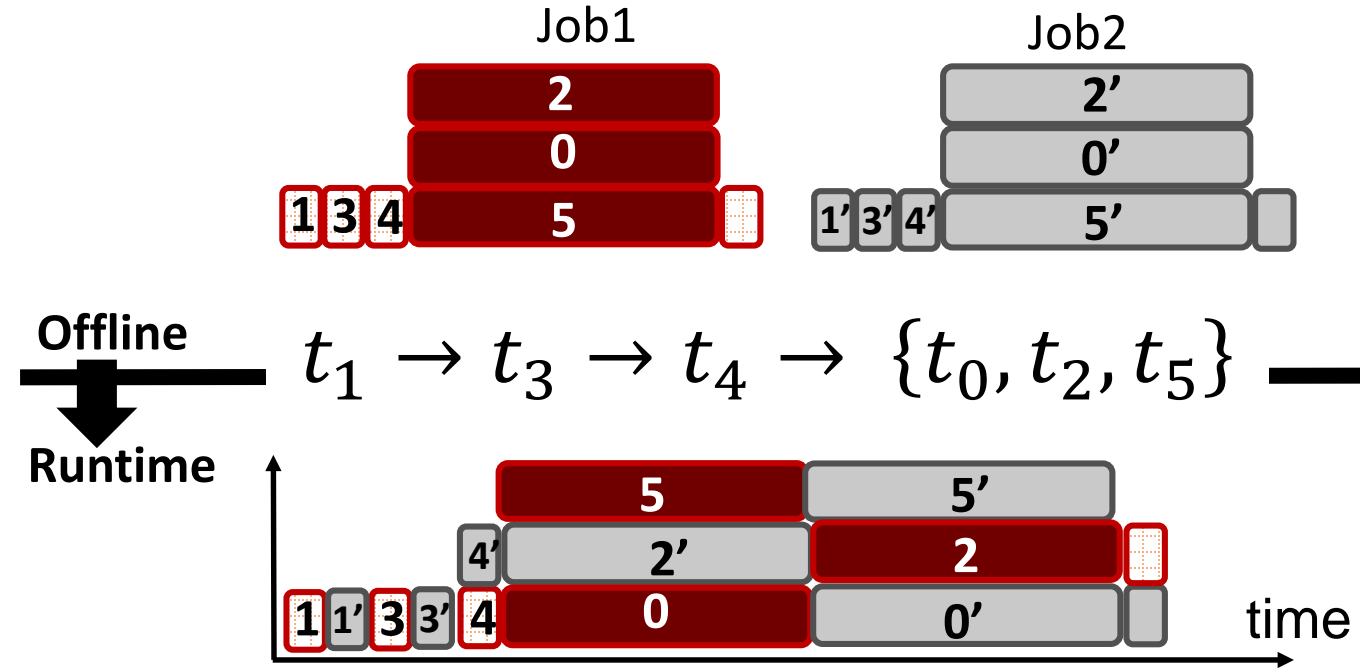 Job1 Job2
2 2’
0 0’
1 3 4 5 1’ 3’ 4’ 5’
Offline
t₁ → t₃ → t₄ → {t₀, t₂, t₅}
Runtime
5 5’
4’ 2’ 2
1 1’ 3 3’ 4 0 0’
time